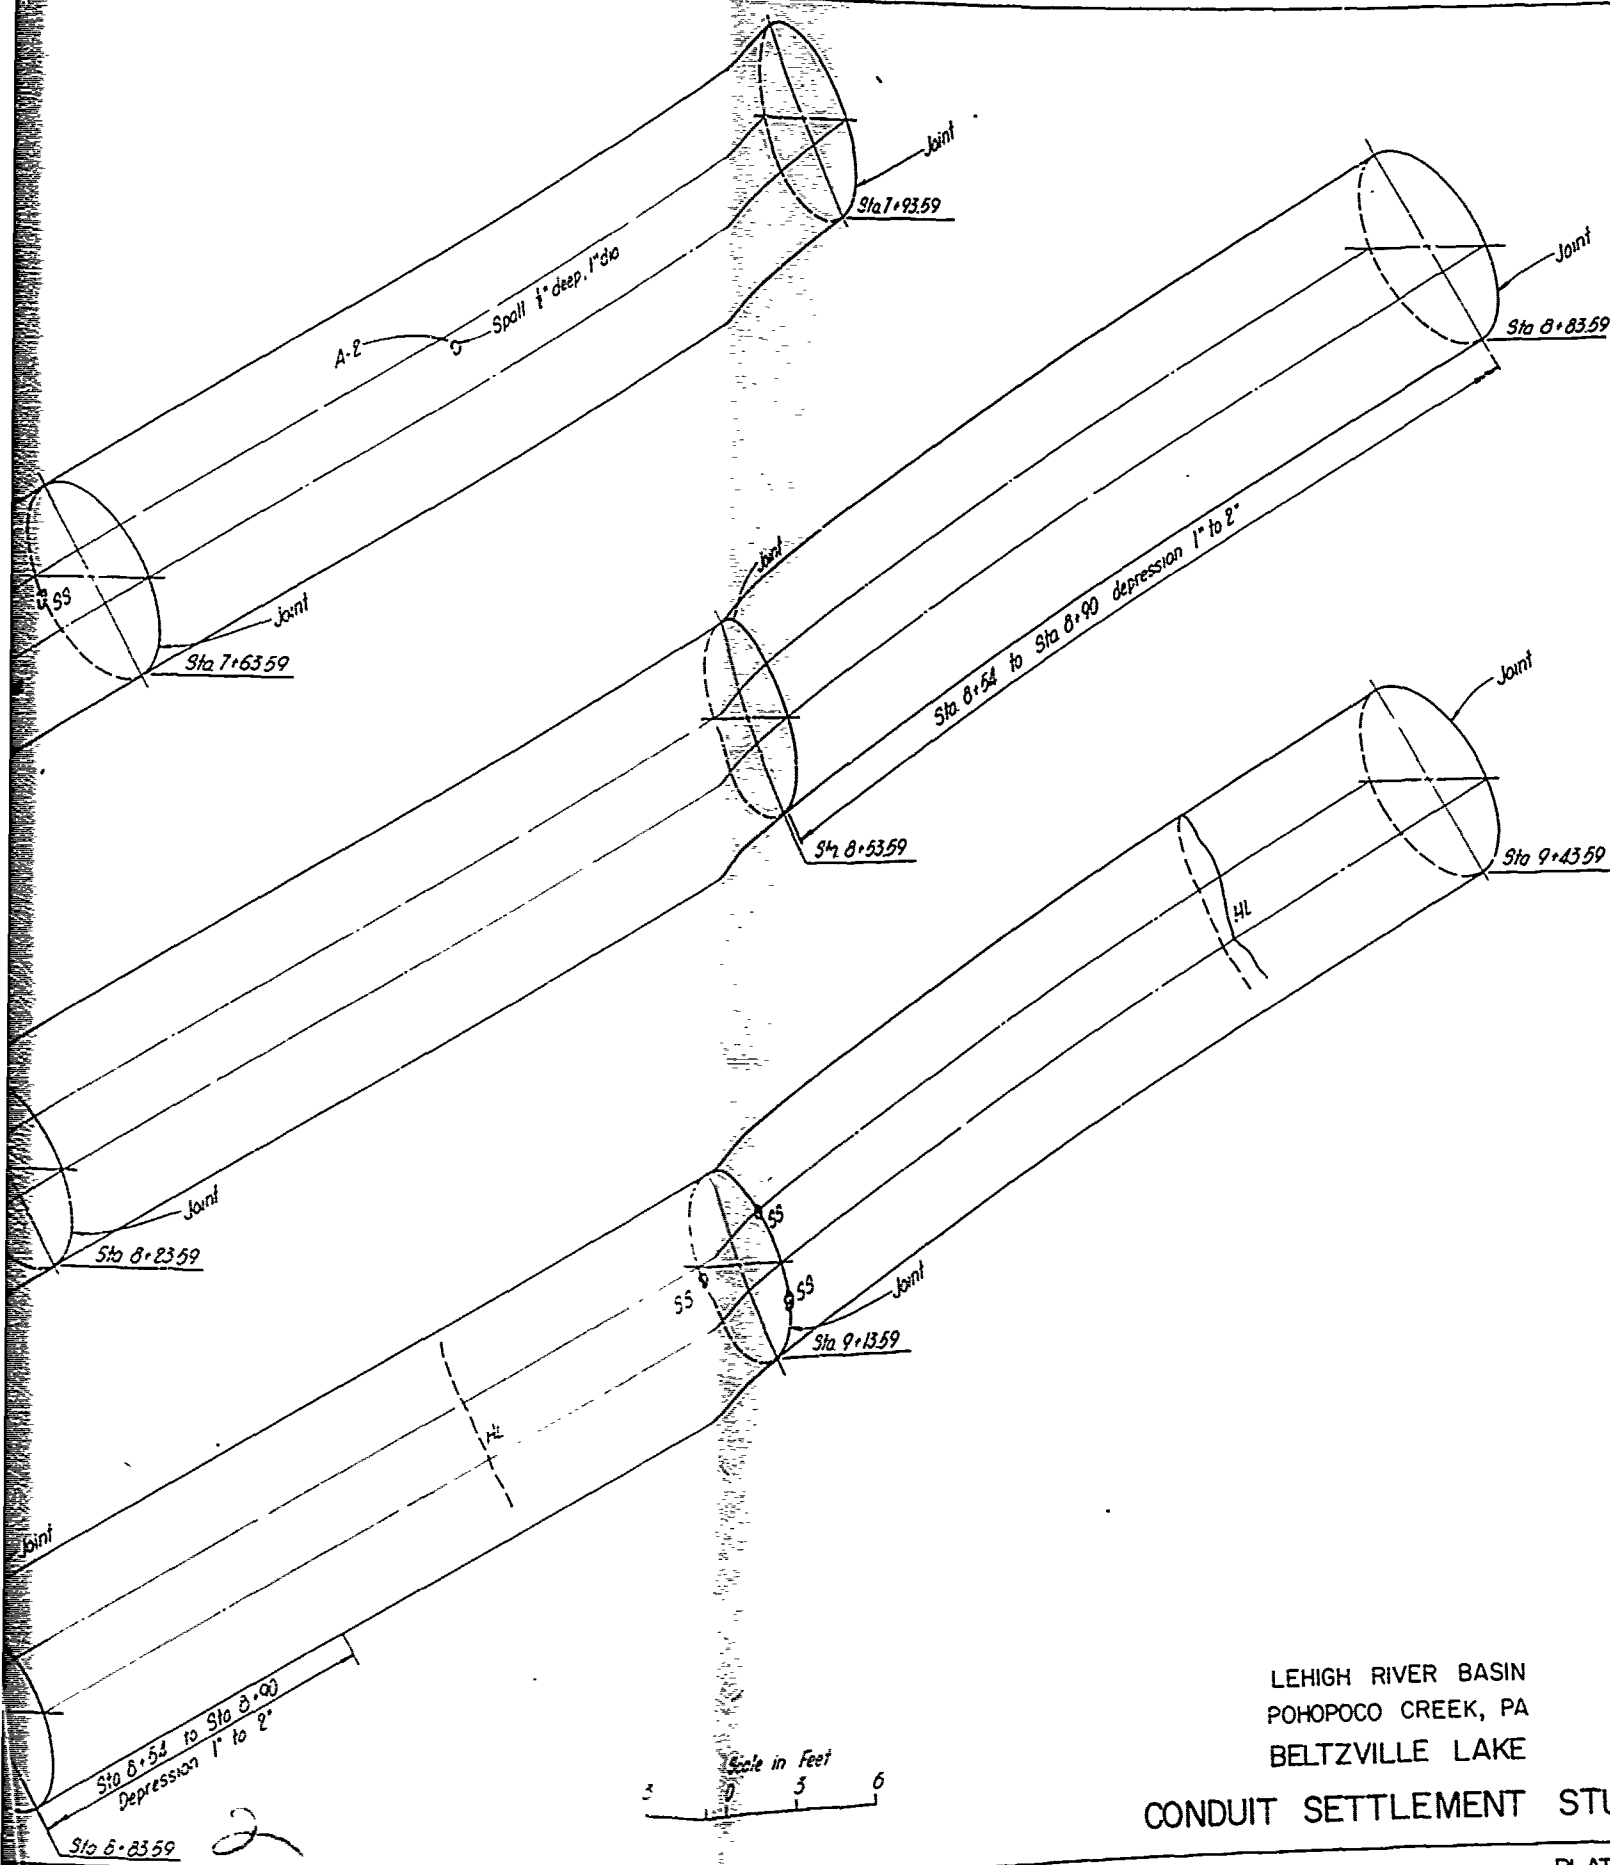 Joint
Sta 7+93.59
Spall ½" deep, 1" dia
A-2
Joint
Sta 8+83.59
SS
Joint
Sta 7+63.59
Joint
Sta 8+54 to Sta 8+90 depression 1" to 2"
Sta 8+53.59
Joint
Sta 9+43.59
HL
Joint
Sta 8+23.59
SS
SS
SS
Joint
Sta 9+13.59
HL
Joint
Sta 8+54 to Sta 8+90
Depression 1" to 2"
Sta 8+83.59
2
Scale in Feet
3 0 3 6
LEHIGH RIVER BASIN
POHOPOCO CREEK, PA
BELTZVILLE LAKE
CONDUIT SETTLEMENT STU
PLAT